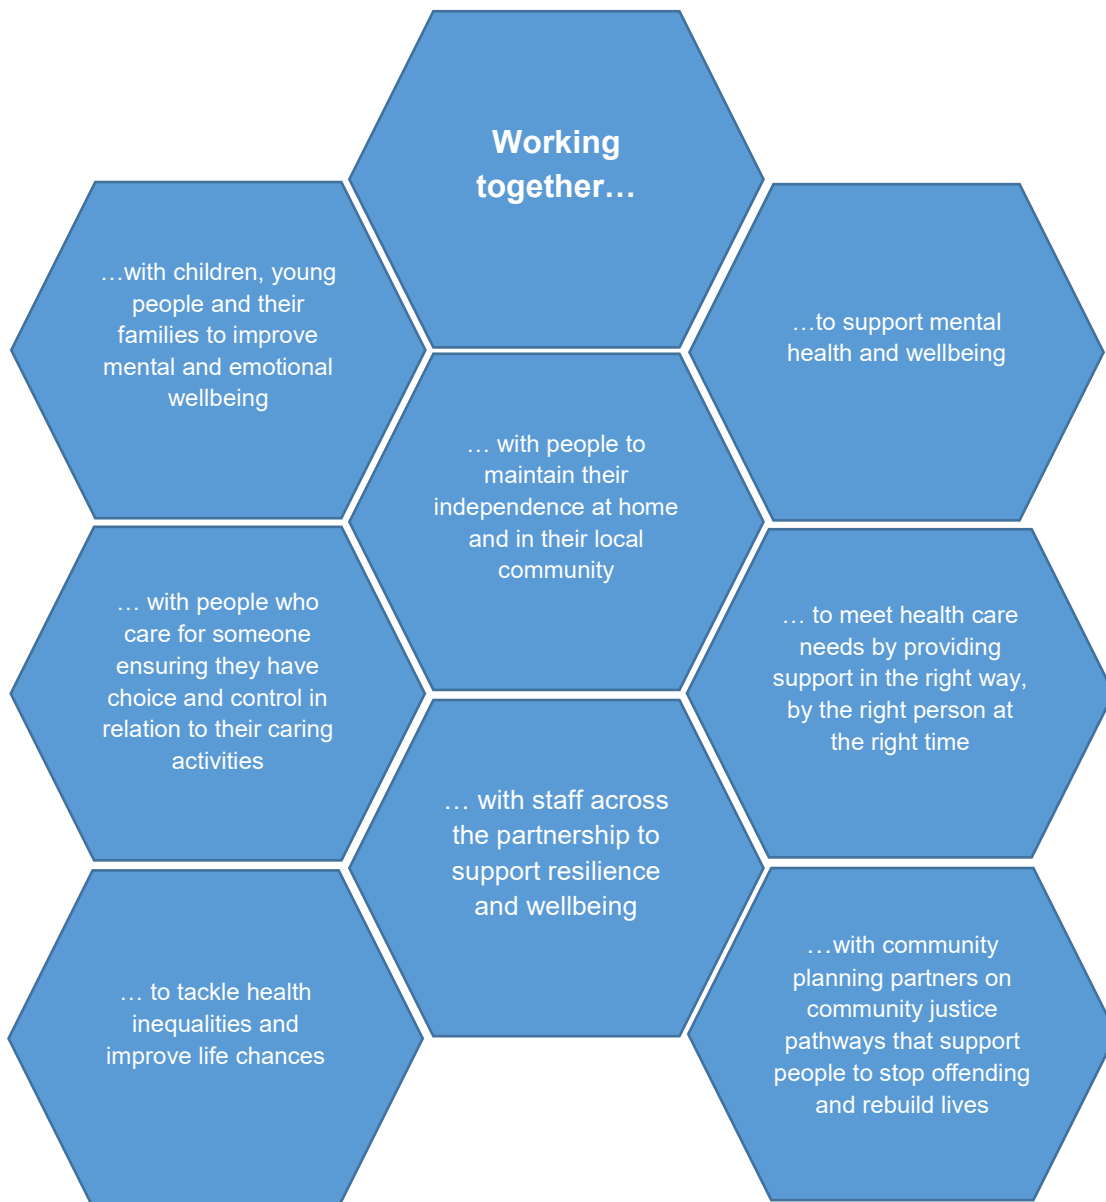 Working
together…
…with children, young
people and their
families to improve
mental and emotional
wellbeing
…to support mental
health and wellbeing
… with people to
maintain their
independence at home
and in their local
community
… with people who
care for someone
ensuring they have
choice and control in
relation to their caring
activities
… to meet health care
needs by providing
support in the right way,
by the right person at
the right time
… with staff across
the partnership to
support resilience
and wellbeing
… to tackle health
inequalities and
improve life chances
…with community
planning partners on
community justice
pathways that support
people to stop offending
and rebuild lives